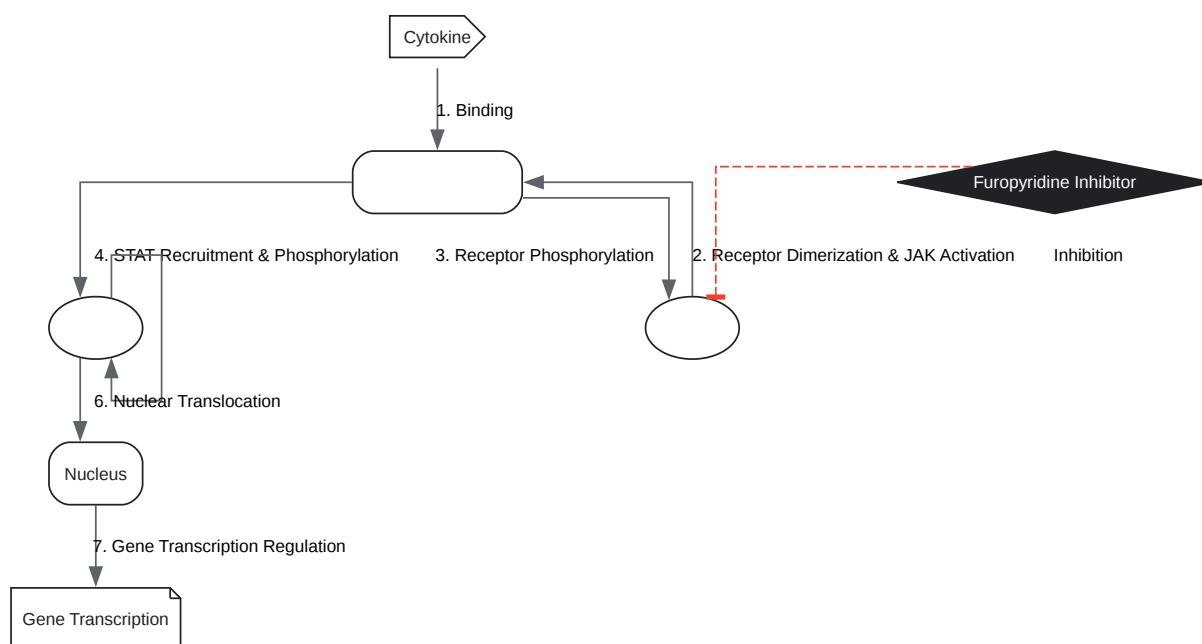 Cytokine
1. Binding
Furopyridine Inhibitor
4. STAT Recruitment & Phosphorylation
3. Receptor Phosphorylation
2. Receptor Dimerization & JAK Activation
Inhibition
6. Nuclear Translocation
Nucleus
7. Gene Transcription Regulation
Gene Transcription